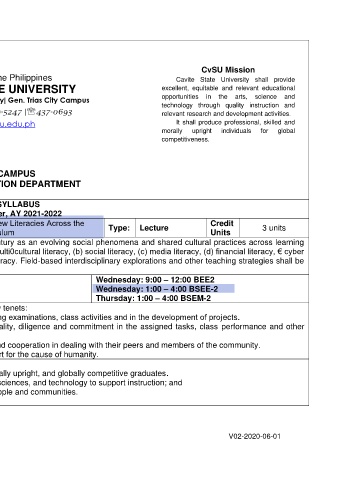 ne Philippines
E UNIVERSITY
y| Gen. Trias City Campus
-5247 |☏437-0693
u.edu.ph
CvSU Mission
Cavite State University shall provide
excellent, equitable and relevant educational
opportunities in the arts, science and
technology through quality instruction and
relevant research and development activities.
It shall produce professional, skilled and
morally upright individuals for global
competitiveness.
CAMPUS
TION DEPARTMENT
SYLLABUS
er, AY 2021-2022
ew Literacies Across the
ulum
Type: Lecture
Credit
Units
3 units
ntury as an evolving social phenomena and shared cultural practices across learning
multi0cultural literacy, (b) social literacy, (c) media literacy, (d) financial literacy, € cyber
racy. Field-based interdisciplinary explorations and other teaching strategies shall be
Wednesday: 9:00 – 12:00 BEE2
Wednesday: 1:00 – 4:00 BSEE-2
Thursday: 1:00 – 4:00 BSEM-2
y tenets:
ng examinations, class activities and in the development of projects.
ality, diligence and commitment in the assigned tasks, class performance and other
nd cooperation in dealing with their peers and members of the community.
rt for the cause of humanity.
ally upright, and globally competitive graduates.
sciences, and technology to support instruction; and
ople and communities.
V02-2020-06-01